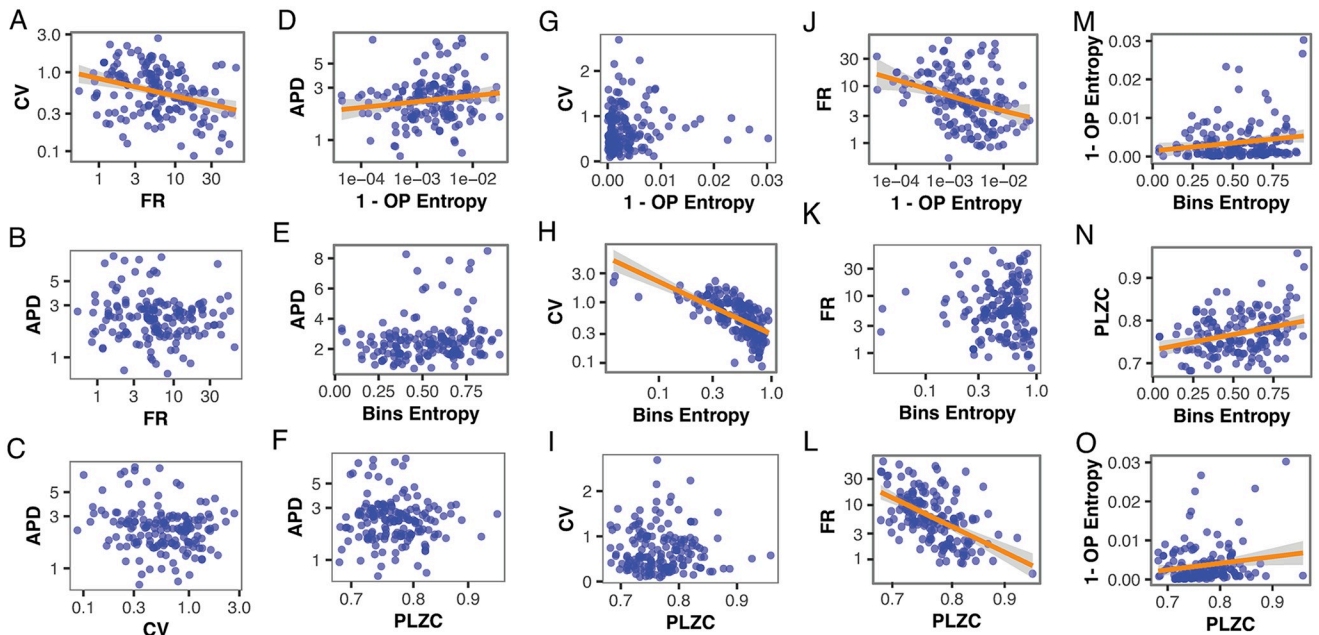 A
3.0
1.0
0.3
0.1
CV
1 3 10 30
FR
D
5
3
1
APD
1e−04 1e−03 1e−02
1 - OP Entropy
G
2
1
0
CV
0.00 0.01 0.02 0.03
1 - OP Entropy
J
30
10
3
1
FR
1e−04 1e−03 1e−02
1 - OP Entropy
M
0.03
0.02
0.01
0.00
1- OP Entropy
0.00 0.25 0.50 0.75
Bins Entropy
B
5
3
1
APD
1 3 10 30
FR
E
8
6
4
2
APD
0.00 0.25 0.50 0.75
Bins Entropy
H
3.0
1.0
0.3
0.1
CV
0.1 0.3 1.0
Bins Entropy
K
30
10
3
1
FR
0.1 0.3 1.0
Bins Entropy
N
0.9
0.8
0.7
PLZC
0.00 0.25 0.50 0.75
Bins Entropy
C
5
3
1
APD
0.1 0.3 1.0 3.0
CV
F
5
3
1
APD
0.7 0.8 0.9
PLZC
I
2
1
0
CV
0.7 0.8 0.9
PLZC
L
30
10
3
1
FR
0.7 0.8 0.9
PLZC
O
0.03
0.02
0.01
0.00
1- OP Entropy
0.7 0.8 0.9
PLZC